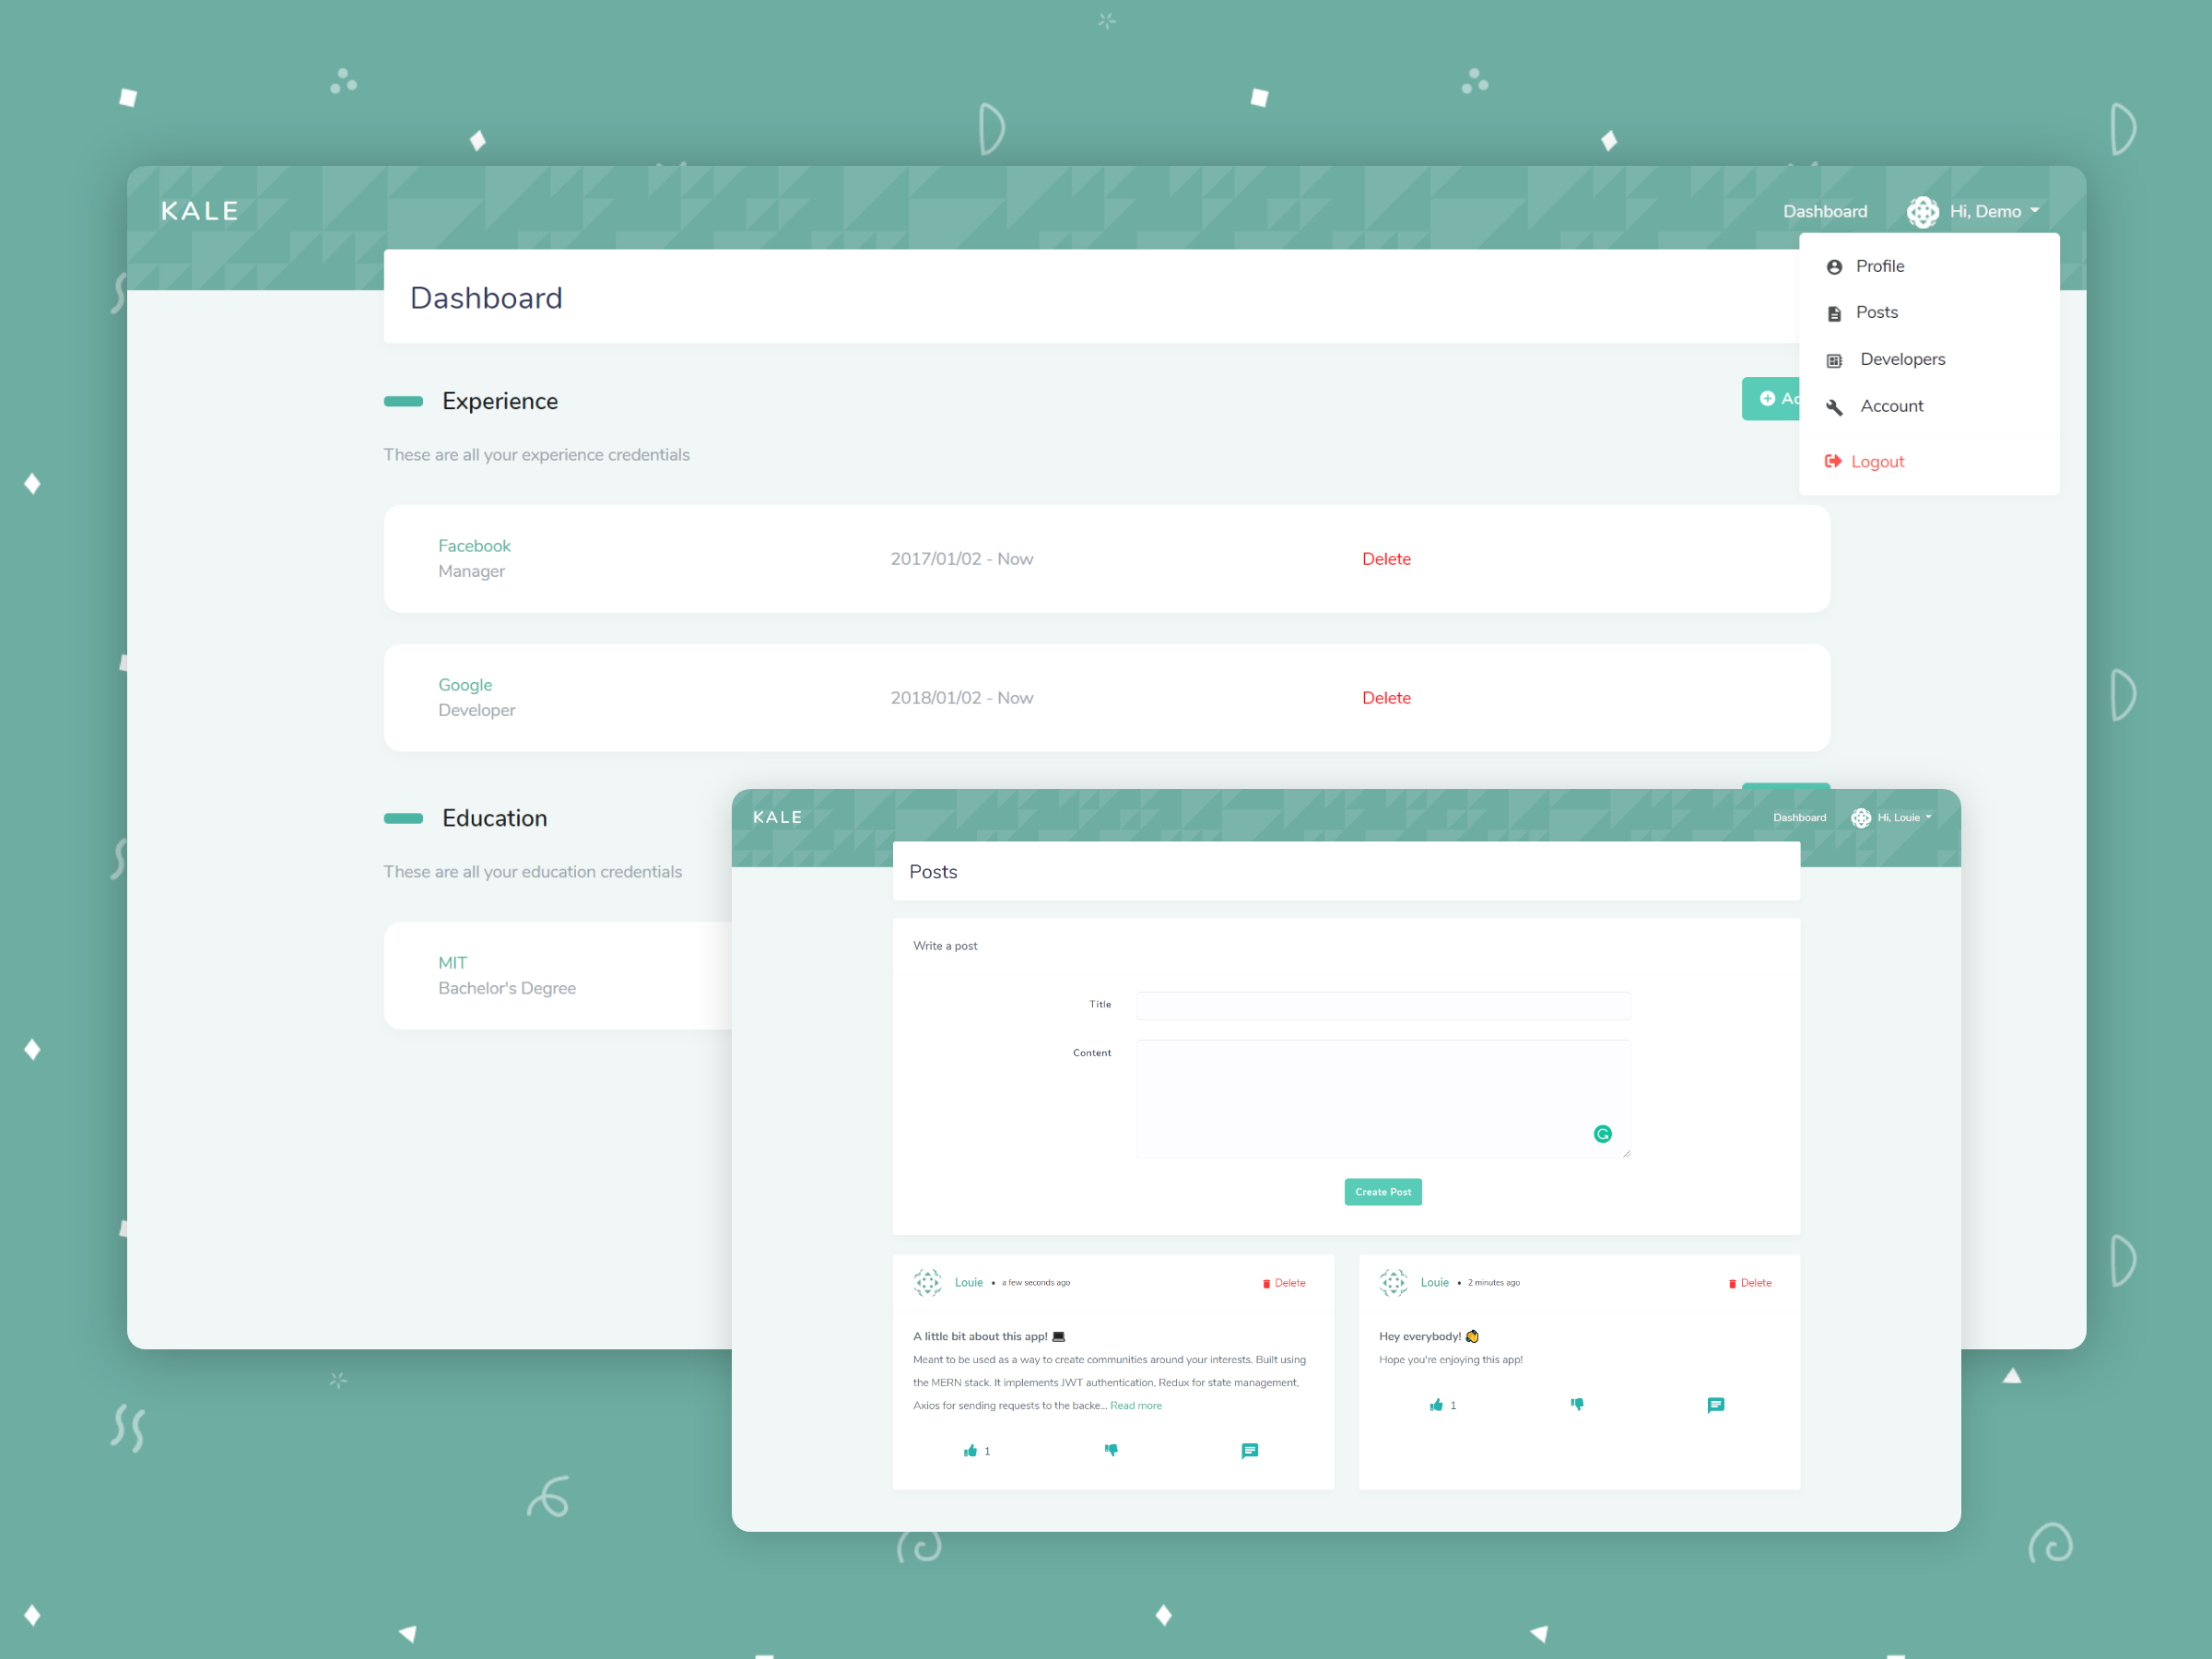 KALE
Dashboard
Hi, Demo
Profile
Posts
Developers
Account
Logout
Dashboard
Experience
These are all your experience credentials
Facebook
Manager
2017/01/02 - Now
Delete
Google
Developer
2018/01/02 - Now
Delete
Education
These are all your education credentials
MIT
Bachelor's Degree
KALE
Dashboard
Hi, Louie
Posts
Write a post
Title
Content
Create Post
Louie • a few seconds ago
Delete
A little bit about this app!
Meant to be used as a way to create communities around your interests. Built using
the MERN stack. It implements JWT authentication, Redux for state management,
Axios for sending requests to the backe... Read more
1
Louie • 2 minutes ago
Delete
Hey everybody!
Hope you're enjoying this app!
1